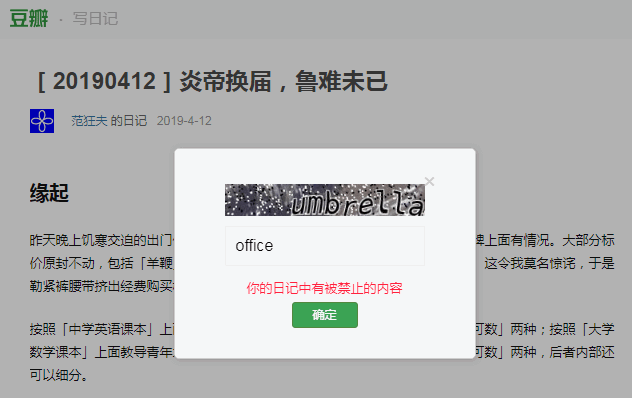 豆瓣 · 写日记
［20190412］炎帝换届，鲁难未已
范狂夫 的日记 2019-4-12
×
umbrella
缘起
office
昨天晚上饥寒交迫的出门
牌上面有情况。大部分标
价原封不动，包括「羊鞭
这令我莫名惊诧，于是
勒紧裤腰带挤出经费购买
你的日记中有被禁止的内容
确定
按照「中学英语课本」上
可数」两种；按照「大学
数学课本」上面教导青年
可数」两种，后者内部还
可以细分。